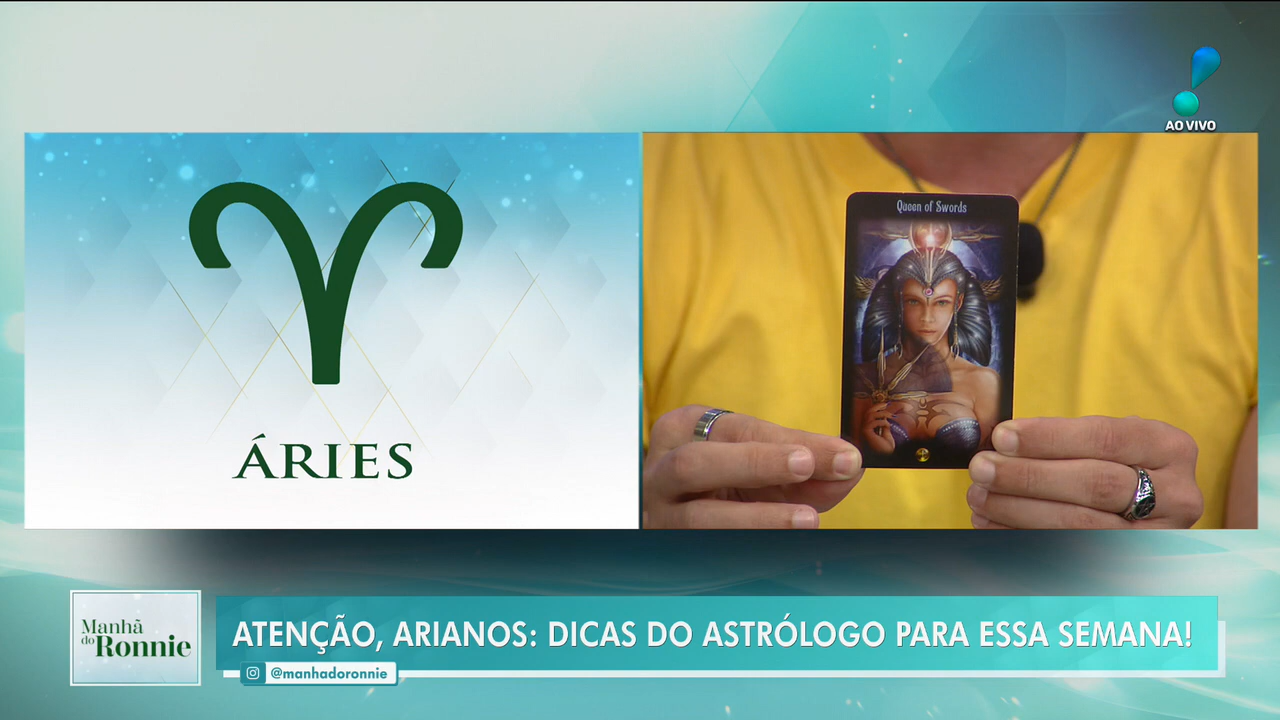 AO VIVO
Queen of Swords
ÁRIES
Manhã
do Ronnie
ATENÇÃO, ARIANOS: DICAS DO ASTRÓLOGO PARA ESSA SEMANA!
@manhadoronnie